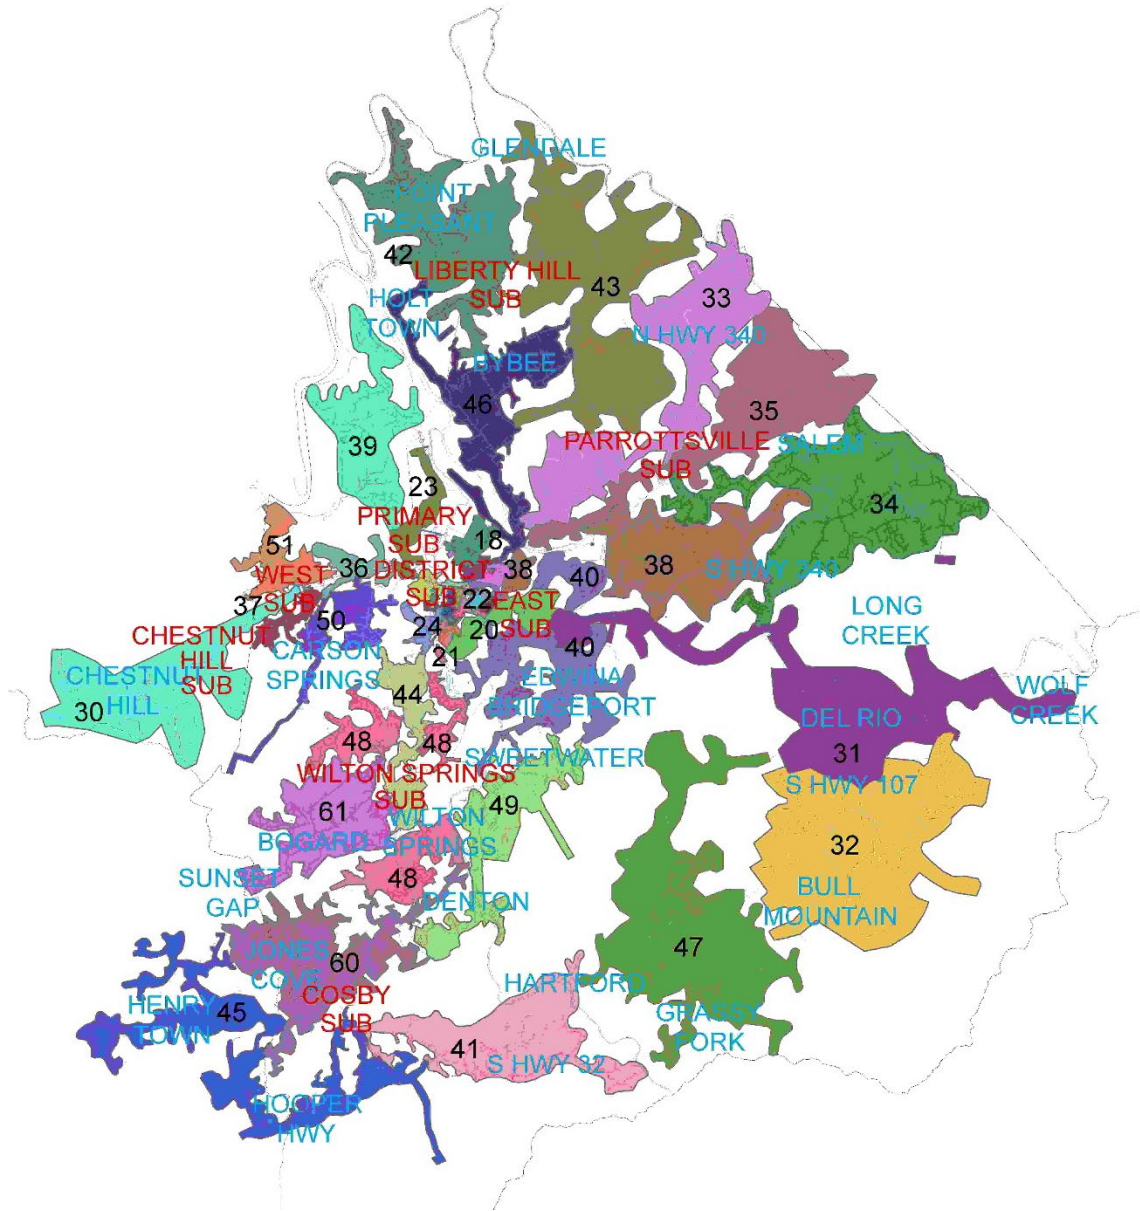 GLENDALE
POINT
PLEASANT
42
LIBERTY HILL
SUB
43
33
HOLT
TOWN
N HWY 340
BYBEE
46
35
39
PARROTTSVILLE
SUB
SALEM
23
34
PRIMARY
SUB
18
51
36
DISTRICT
SUB
38
40
38
S HWY 340
WEST
SUB
37
22
EAST
SUB
LONG
CREEK
50
24
20
CHESTNUT
HILL
SUB
CARSON
SPRINGS
21
40
CHESTNUT
HILL
30
44
EDWINA
BRIDGEPORT
WOLF
CREEK
DEL RIO
48
48
31
SWEETWATER
WILTON SPRINGS
SUB
S HWY 107
61
49
WILTON
SPRINGS
BOGARD
32
SUNSET
GAP
48
DENTON
BULL
MOUNTAIN
JONES
COVE
60
47
HARTFORD
COSBY
SUB
HENRY
TOWN
45
GRASSY
FORK
41
S HWY 32
HOOPER
HWY